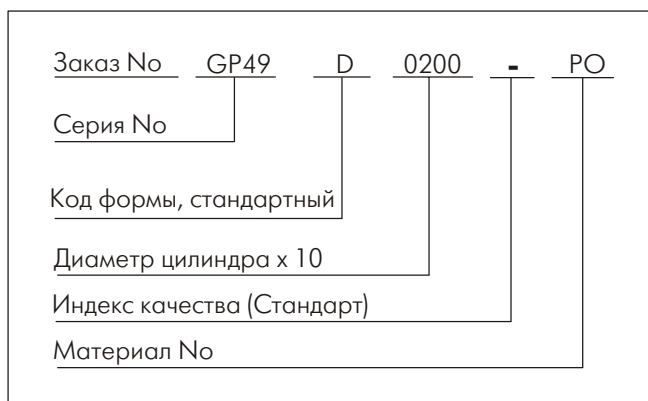 Заказ No GP49 D 0200 - PO
Серия No
Код формы, стандартный
Диаметр цилиндра x 10
Индекс качества (Стандарт)
Материал No